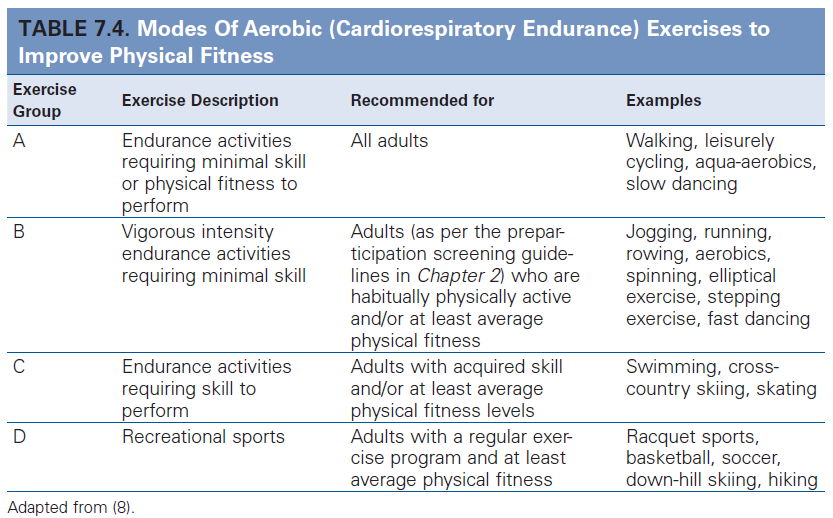 TABLE 7.4. Modes Of Aerobic (Cardiorespiratory Endurance) Exercises to
Improve Physical Fitness
Exercise
Group
Exercise Description
Recommended for
Examples
A
Endurance activities
requiring minimal skill
or physical fitness to
perform
All adults
Walking, leisurely
cycling, aqua-aerobics,
slow dancing
B
Vigorous intensity
endurance activities
requiring minimal skill
Adults (as per the prepar-
ticipation screening guide-
lines in Chapter 2) who are
habitually physically active
and/or at least average
physical fitness
Jogging, running,
rowing, aerobics,
spinning, elliptical
exercise, stepping
exercise, fast dancing
C
Endurance activities
requiring skill to
perform
Adults with acquired skill
and/or at least average
physical fitness levels
Swimming, cross-
country skiing, skating
D
Recreational sports
Adults with a regular exer-
cise program and at least
average physical fitness
Racquet sports,
basketball, soccer,
down-hill skiing, hiking
Adapted from (8).